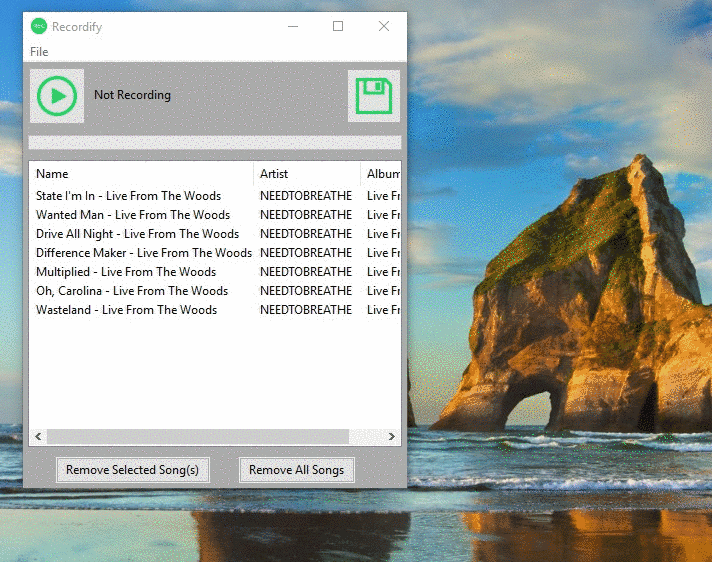 Recordify
File
Not Recording
Name Artist Album
State I'm In - Live From The Woods NEEDTOBREATHE Live Fr
Wanted Man - Live From The Woods NEEDTOBREATHE Live Fr
Drive All Night - Live From The Woods NEEDTOBREATHE Live Fr
Difference Maker - Live From The Woods NEEDTOBREATHE Live Fr
Multiplied - Live From The Woods NEEDTOBREATHE Live Fr
Oh, Carolina - Live From The Woods NEEDTOBREATHE Live Fr
Wasteland - Live From The Woods NEEDTOBREATHE Live Fr
Remove Selected Song(s) Remove All Songs